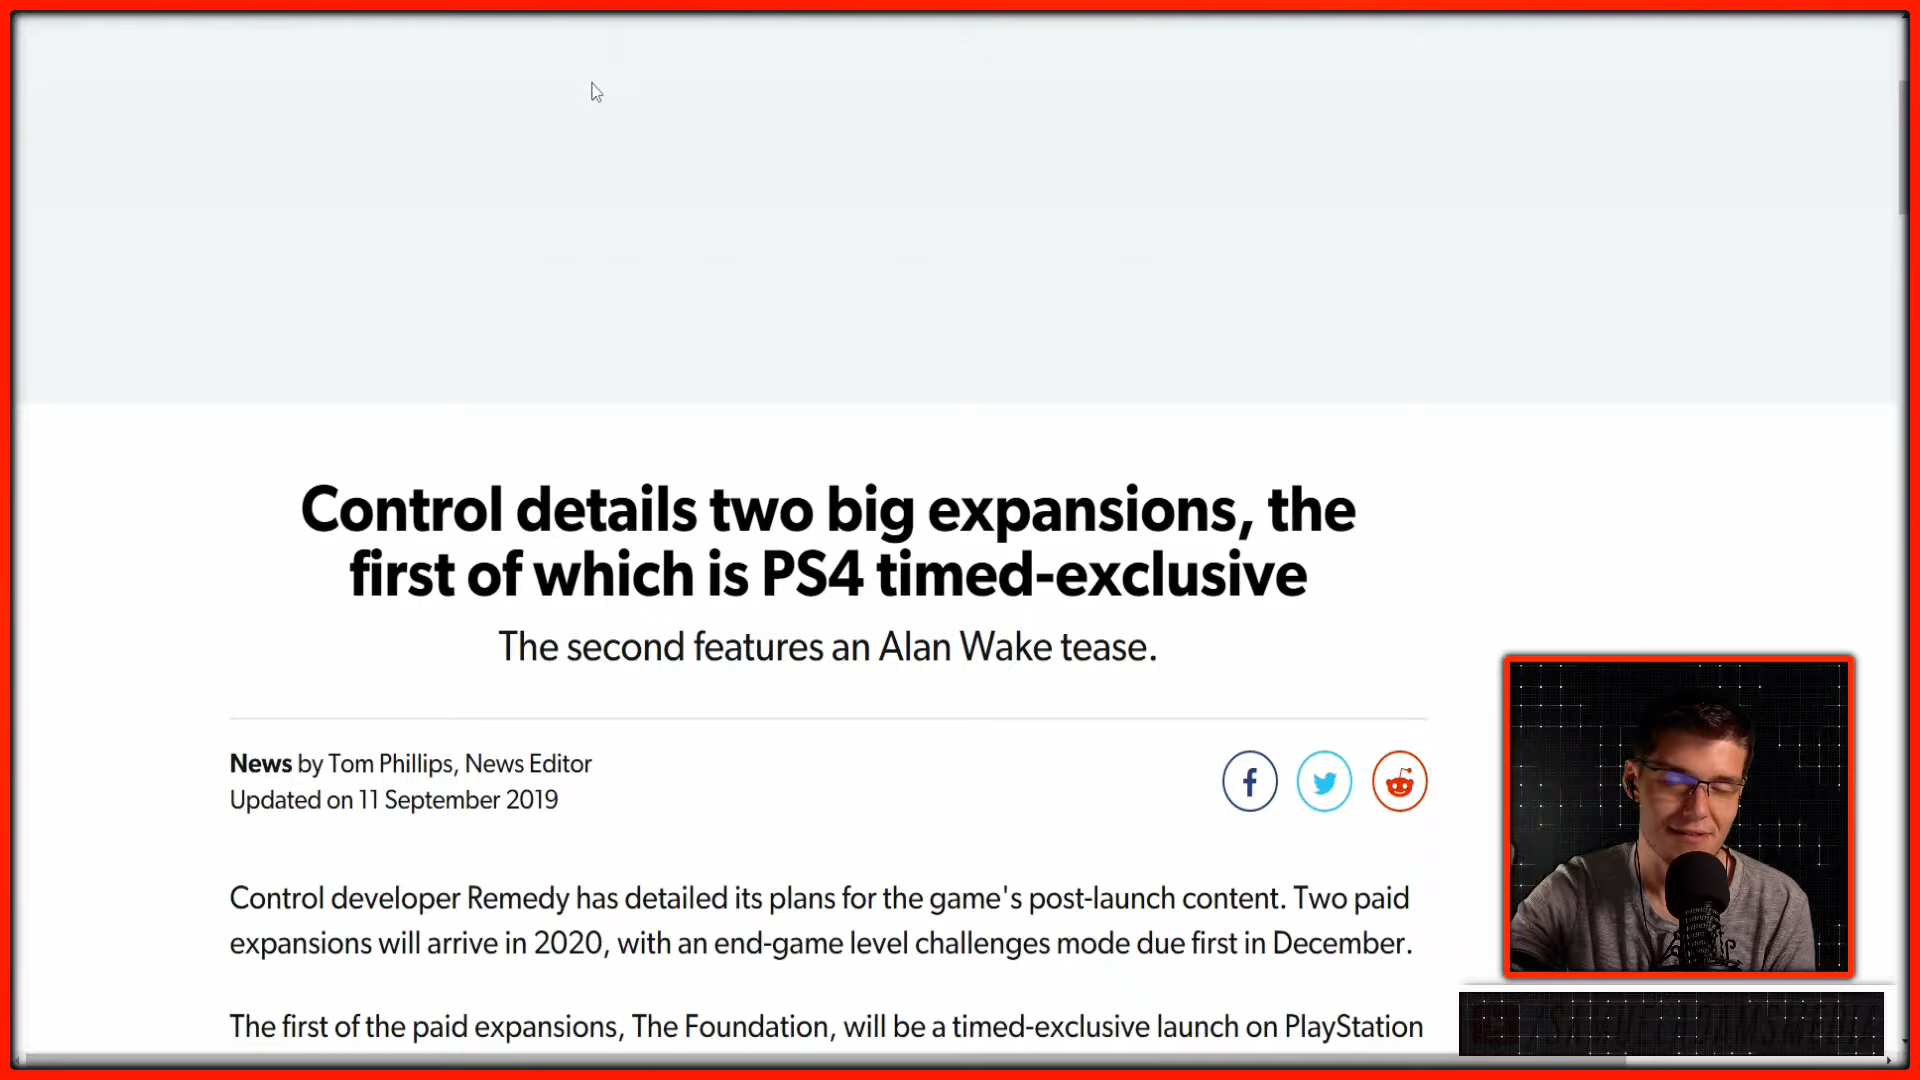 Control details two big expansions, the
first of which is PS4 timed-exclusive
The second features an Alan Wake tease.
News by Tom Phillips, News Editor
Updated on 11 September 2019
Control developer Remedy has detailed its plans for the game's post-launch content. Two paid
expansions will arrive in 2020, with an end-game level challenges mode due first in December.
The first of the paid expansions, The Foundation, will be a timed-exclusive launch on PlayStation